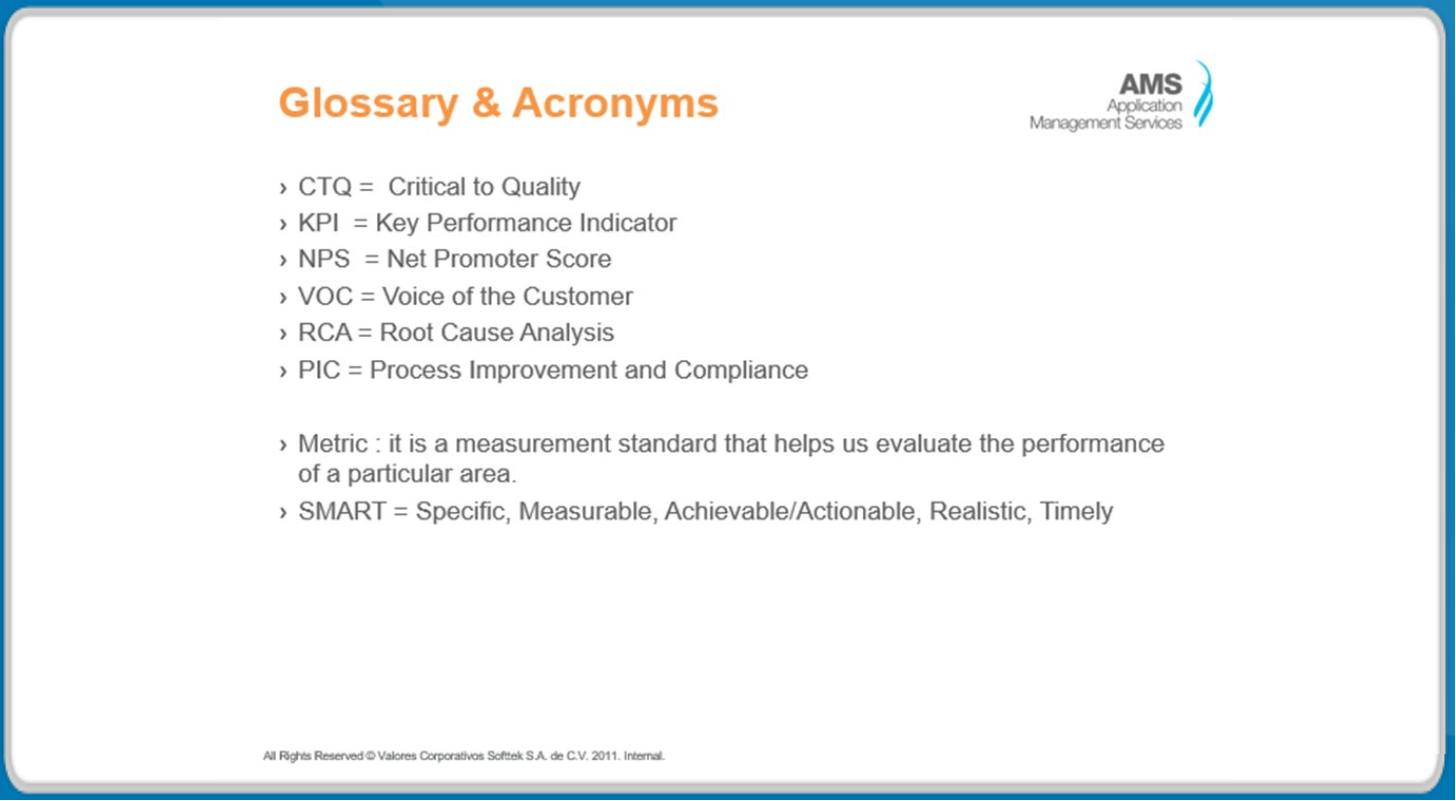 Glossary & Acronyms
AMS
Application
Management Services
› CTQ =  Critical to Quality
› KPI  = Key Performance Indicator
› NPS  = Net Promoter Score
› VOC = Voice of the Customer
› RCA = Root Cause Analysis
› PIC = Process Improvement and Compliance
› Metric : it is a measurement standard that helps us evaluate the performance
of a particular area.
› SMART = Specific, Measurable, Achievable/Actionable, Realistic, Timely
All Rights Reserved © Valores Corporativos Softtek S.A. de C.V. 2011. Internal.